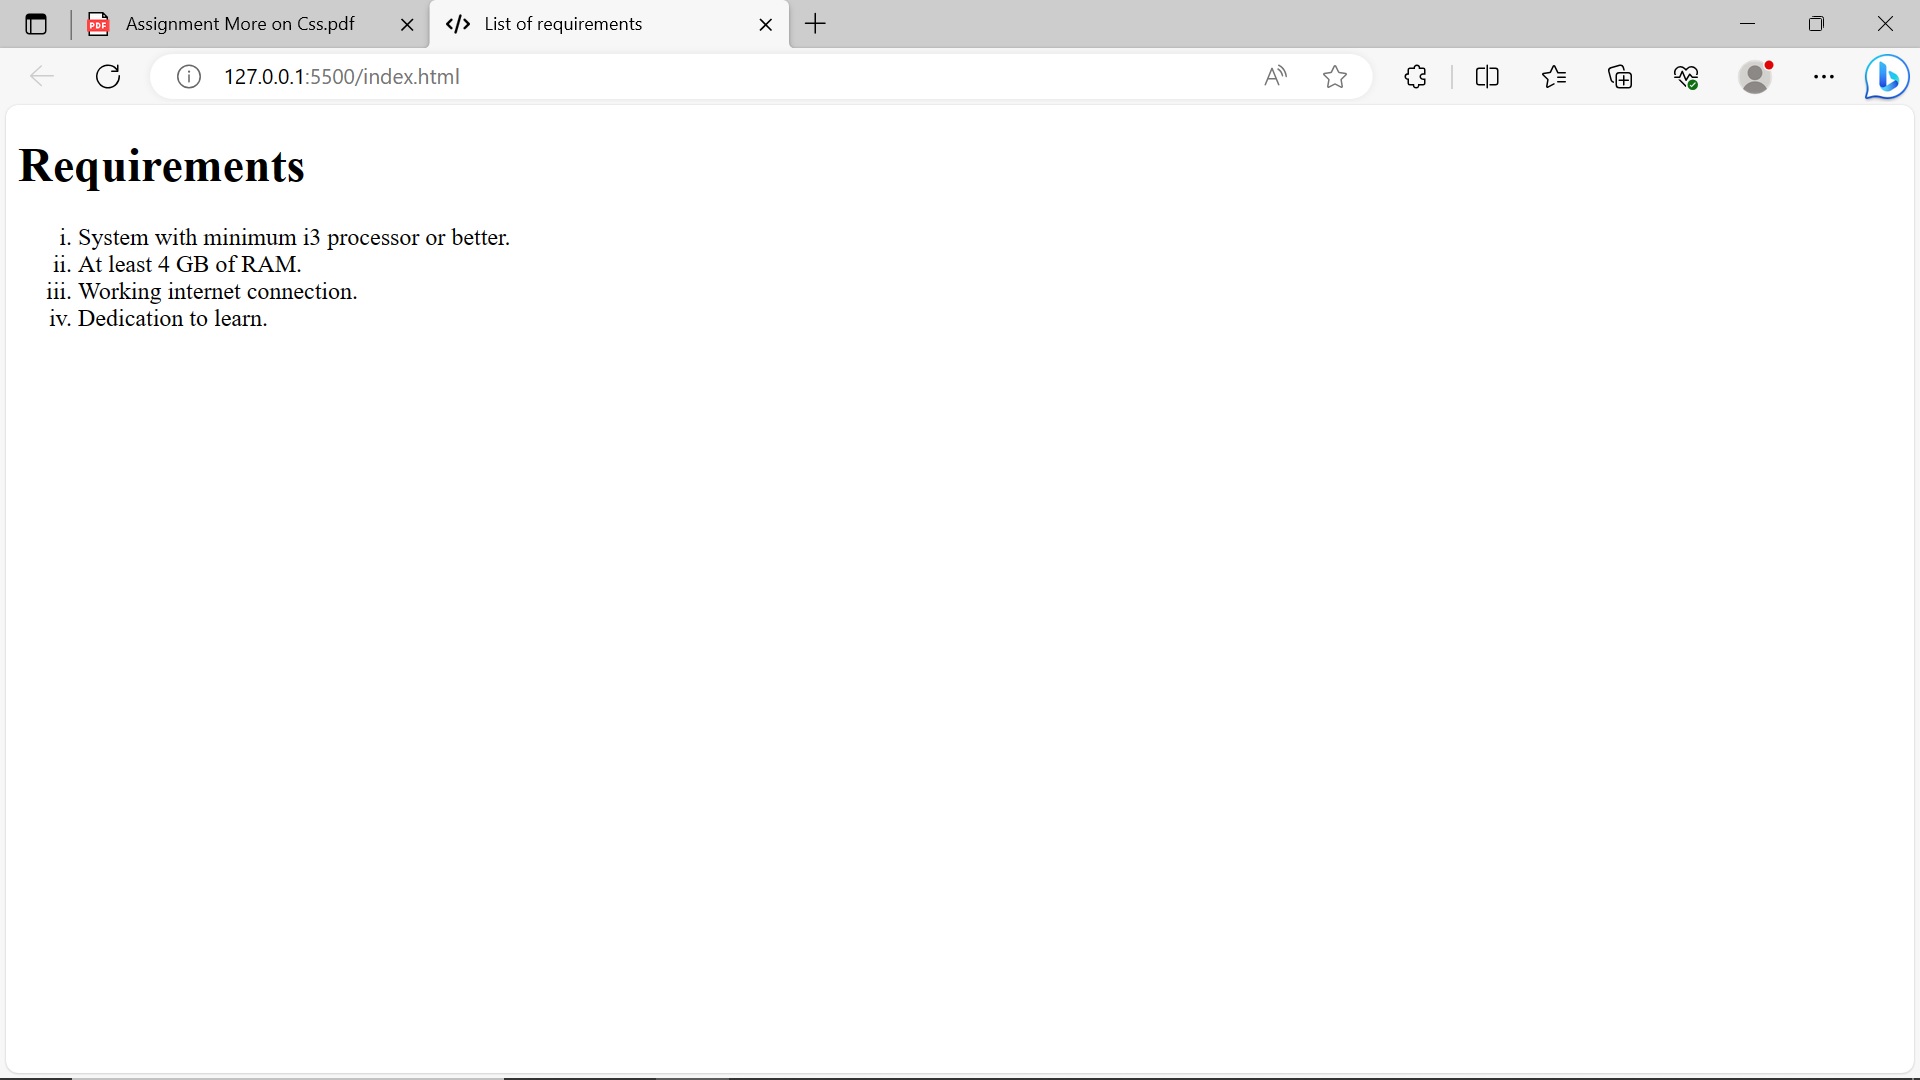 Assignment More on Css.pdf
List of requirements
127.0.0.1:5500/index.html
Requirements
i. System with minimum i3 processor or better.
ii. At least 4 GB of RAM.
iii. Working internet connection.
iv. Dedication to learn.